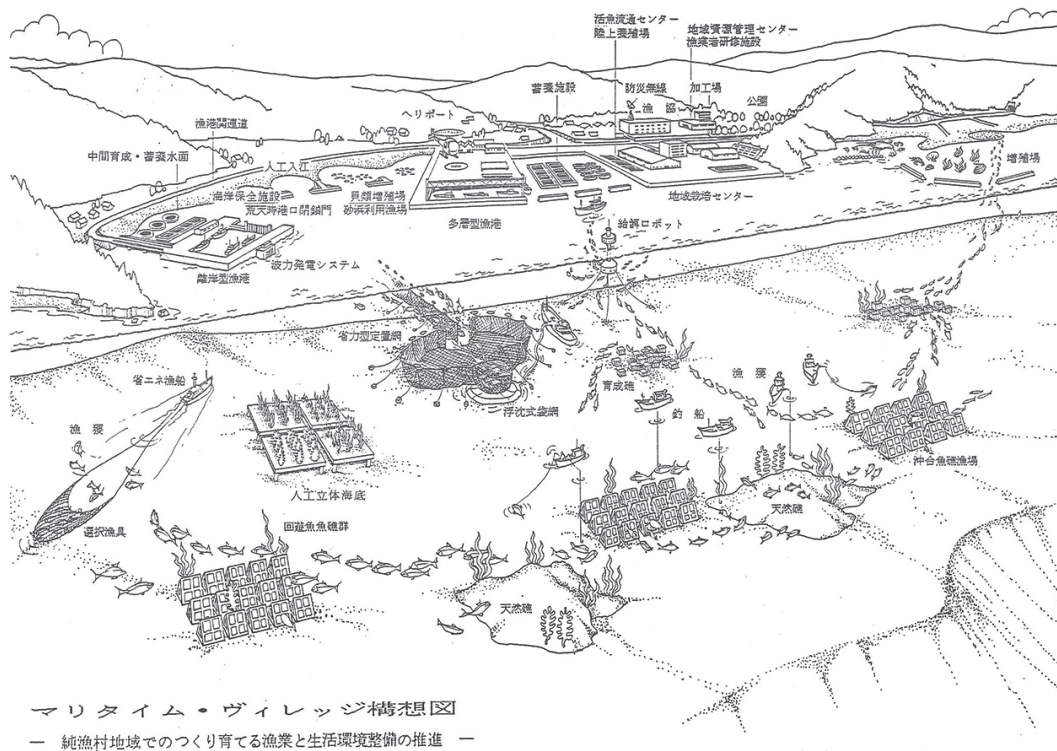 活魚流通センター
陸上養殖場
地域資源管理センター
漁業者研修施設
蓄養施設
防災無線
漁協
加工場
公園
ヘリポート
漁港関連道
中間育成・蓄養水面
人工入江
海岸保全施設
荒天時港口閉鎖門
貝類増殖場
砂浜利用漁場
多層型漁港
地域栽培センター
増殖場
給餌ロボット
波力発電システム
離岸型漁港
省力型定置網
省エネ漁船
育成礁
漁獲
浮沈式袋網
釣船
漁獲
人工立体海底
沖合魚礁漁場
選択漁具
回遊魚魚礁群
天然礁
天然礁
マリタイム・ヴィレッジ構想図
— 純漁村地域でのつくり育てる漁業と生活環境整備の推進 —